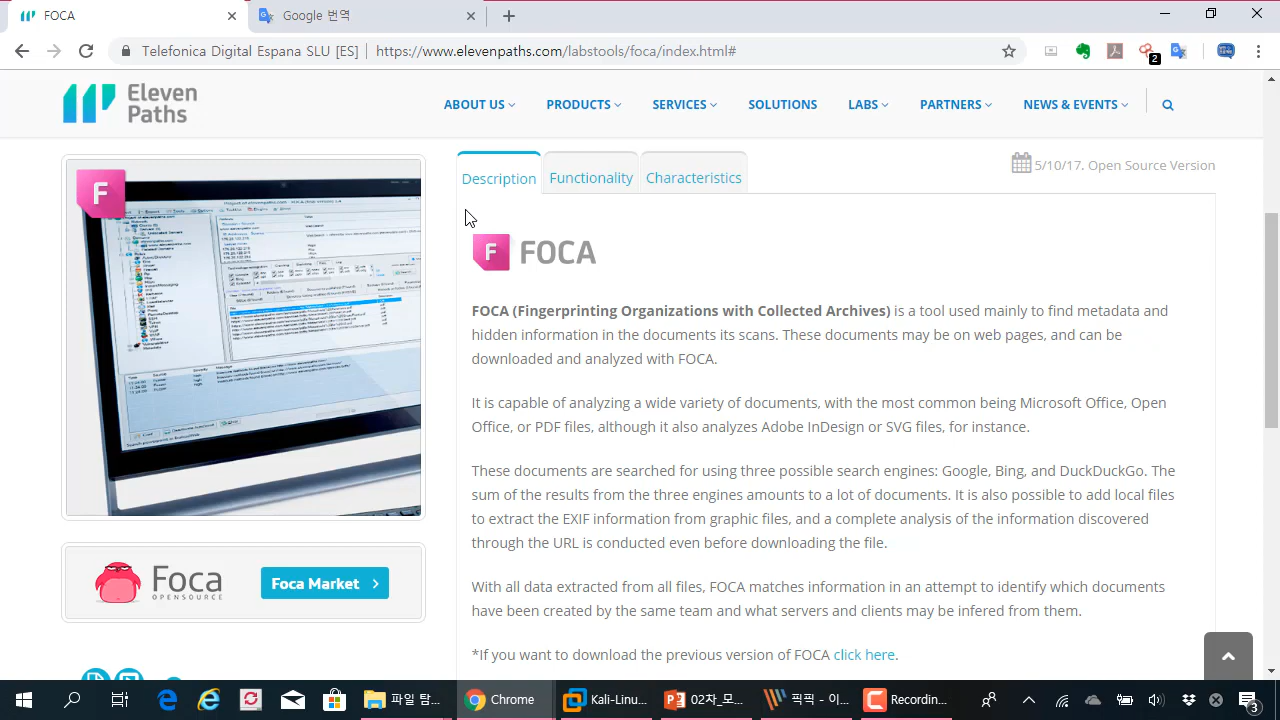 FOCA
Google 번역
Telefonica Digital Espana SLU [ES]
https://www.elevenpaths.com/labstools/foca/index.html#
2
Eleven
Paths
ABOUT US
PRODUCTS
SERVICES
SOLUTIONS
LABS
PARTNERS
NEWS & EVENTS
F
Description
Functionality
Characteristics
5/10/17. Open Source Version
F FOCA
FOCA (Fingerprinting Organizations with Collected Archives) is a tool used mainly to find metadata and
hidden information in the documents its scans. These documents may be on web pages, and can be
downloaded and analyzed with FOCA.
It is capable of analyzing a wide variety of documents, with the most common being Microsoft Office, Open
Office, or PDF files, although it also analyzes Adobe InDesign or SVG files, for instance.
These documents are searched for using three possible search engines: Google, Bing, and DuckDuckGo. The
sum of the results from the three engines amounts to a lot of documents. It is also possible to add local files
to extract the EXIF information from graphic files, and a complete analysis of the information discovered
through the URL is conducted even before downloading the file.
With all data extracted from all files, FOCA matches information in an attempt to identify which documents
have been created by the same team and what servers and clients may be infered from them.
*If you want to download the previous version of FOCA click here.
Foca
OPENSOURCE
Foca Market
파일 탐...
Chrome
Kali-Linu...
02차_모...
픽픽 - 이...
Recordin...
3